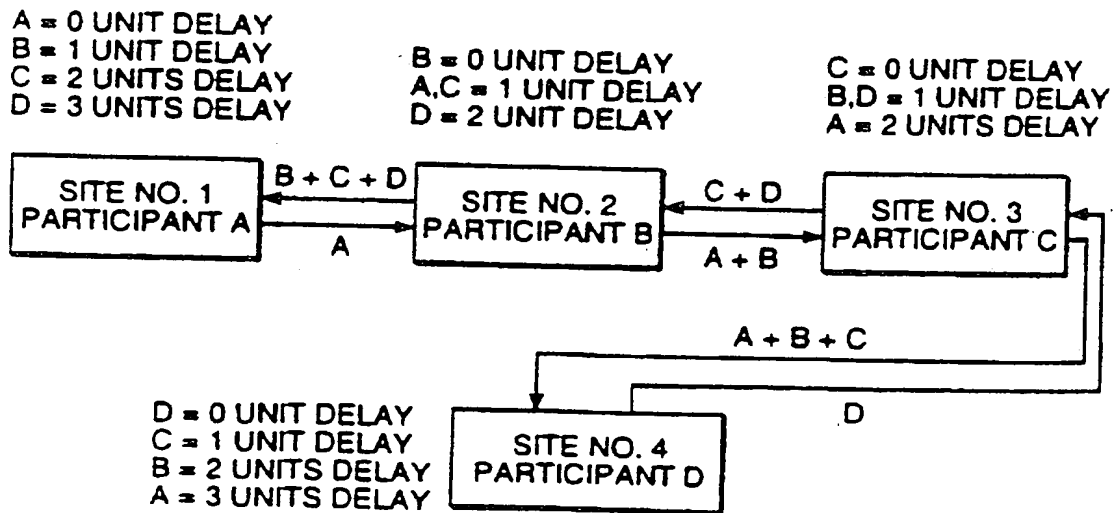 A = 0 UNIT DELAY
B = 1 UNIT DELAY
C = 2 UNITS DELAY
D = 3 UNITS DELAY
B = 0 UNIT DELAY
A,C = 1 UNIT DELAY
D = 2 UNIT DELAY
C = 0 UNIT DELAY
B,D = 1 UNIT DELAY
A = 2 UNITS DELAY
SITE NO. 1
PARTICIPANT A
B + C + D
A
SITE NO. 2
PARTICIPANT B
C + D
A + B
SITE NO. 3
PARTICIPANT C
A + B + C
D
D = 0 UNIT DELAY
C = 1 UNIT DELAY
B = 2 UNITS DELAY
A = 3 UNITS DELAY
SITE NO. 4
PARTICIPANT D